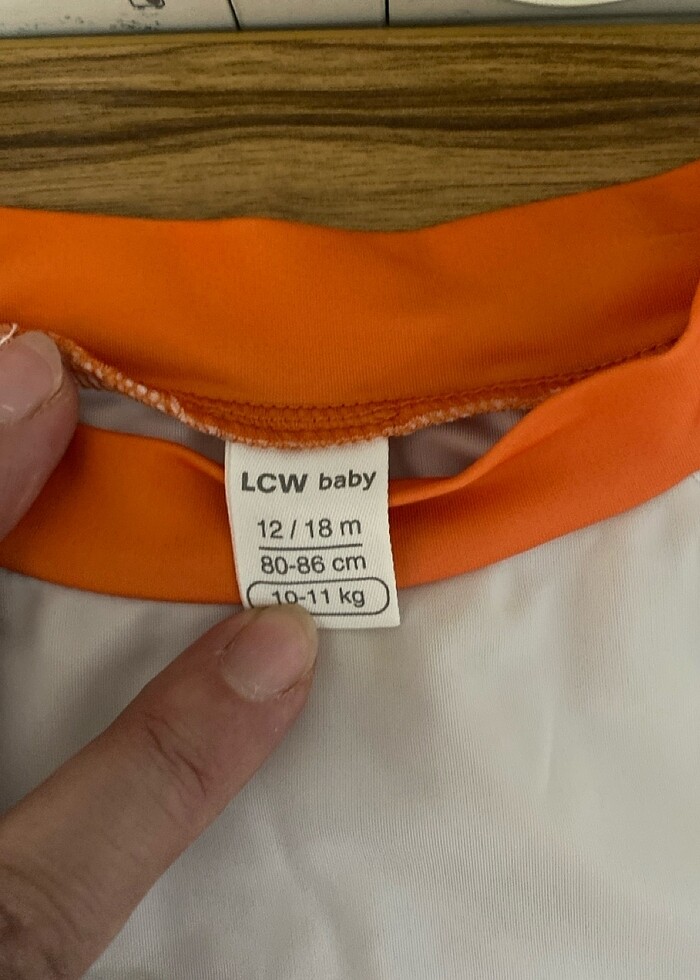 LCW baby
12 / 18 m
80-86 cm
10-11 kg